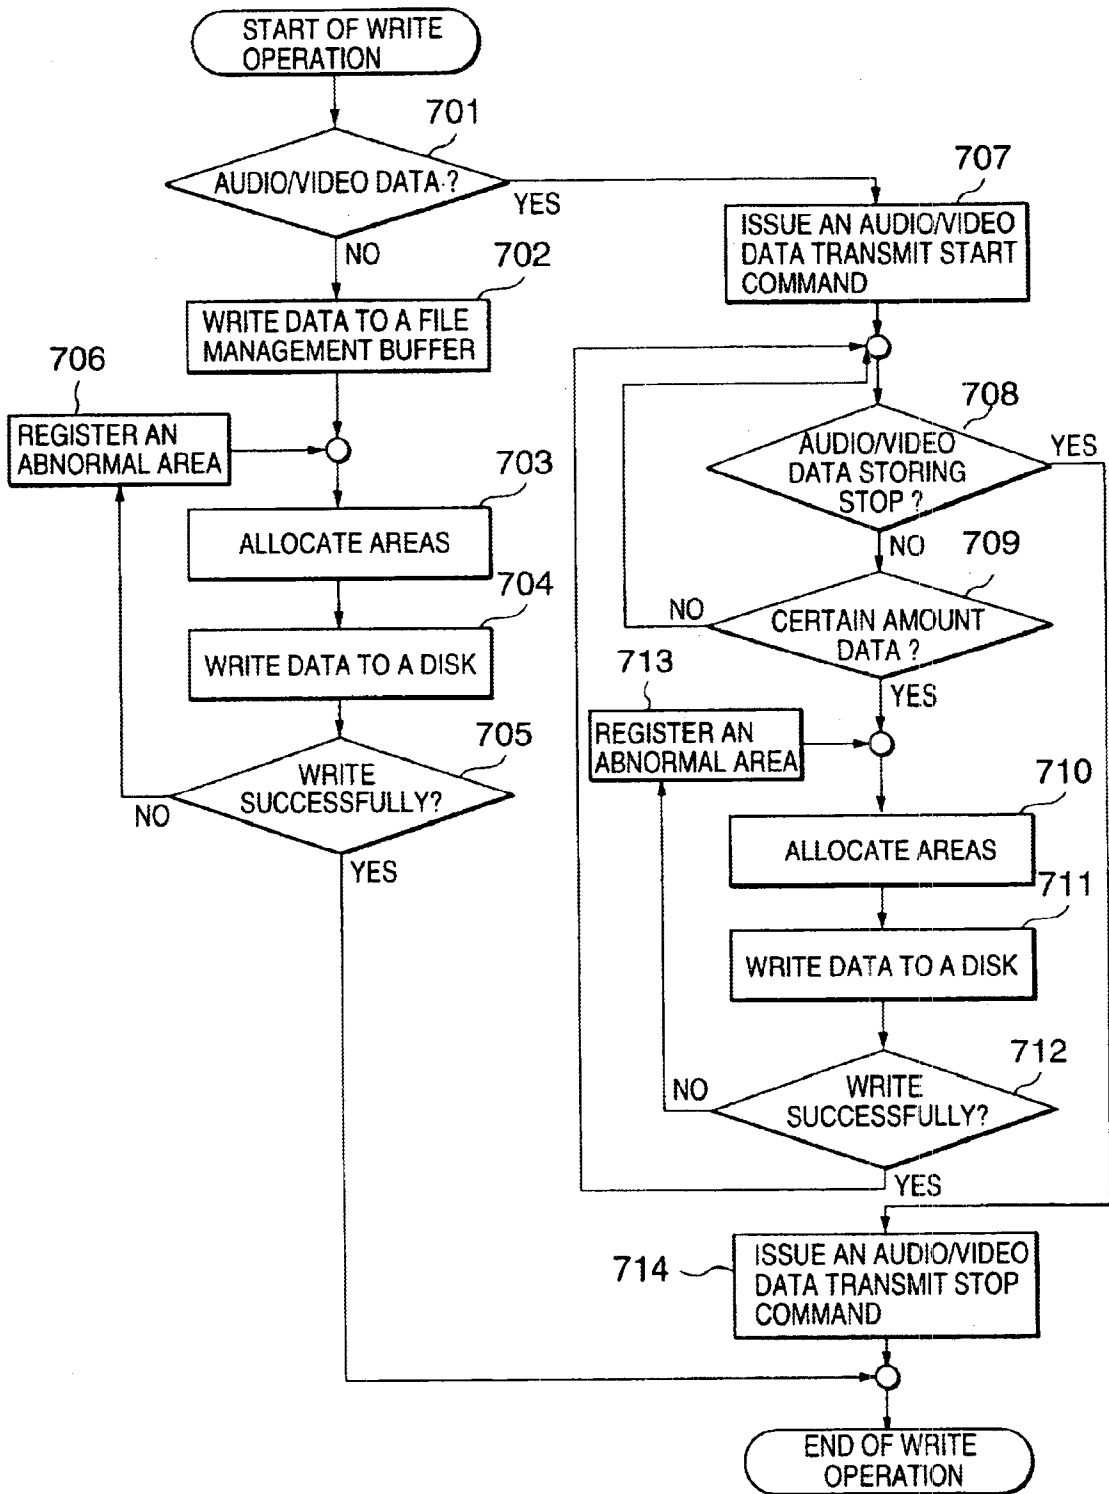 START OF WRITE
OPERATION
701
AUDIO/VIDEO DATA ?
YES
NO
707
ISSUE AN AUDIO/VIDEO
DATA TRANSMIT START
COMMAND
702
WRITE DATA TO A FILE
MANAGEMENT BUFFER
706
REGISTER AN
ABNORMAL AREA
703
ALLOCATE AREAS
704
WRITE DATA TO A DISK
705
WRITE
SUCCESSFULLY?
NO
YES
708
AUDIO/VIDEO
DATA STORING
STOP ?
YES
NO
709
CERTAIN AMOUNT
DATA ?
NO
YES
713
REGISTER AN
ABNORMAL AREA
710
ALLOCATE AREAS
711
WRITE DATA TO A DISK
712
WRITE
SUCCESSFULLY?
NO
YES
714
ISSUE AN AUDIO/VIDEO
DATA TRANSMIT STOP
COMMAND
END OF WRITE
OPERATION